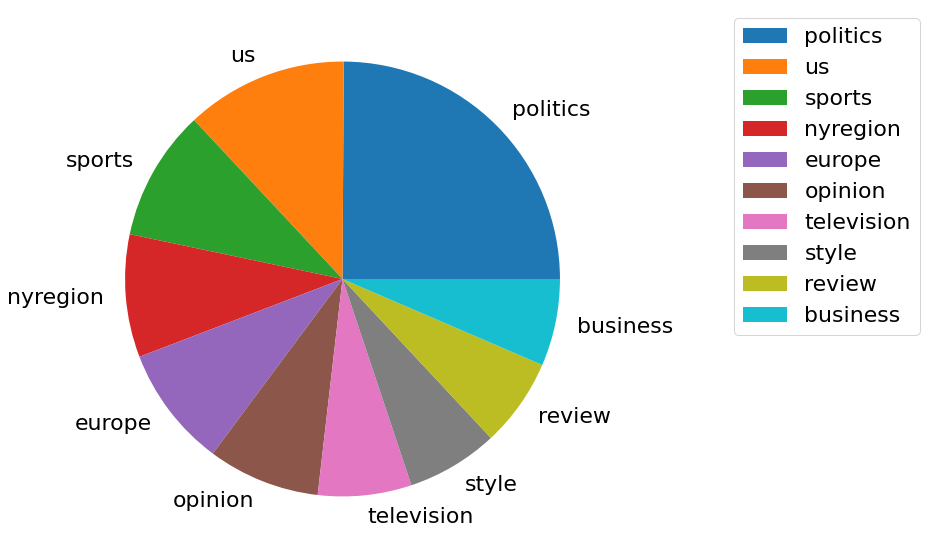 us
politics
sports
nyregion
europe
opinion
television
style
review
business
politics
us
sports
nyregion
europe
opinion
television
style
review
business